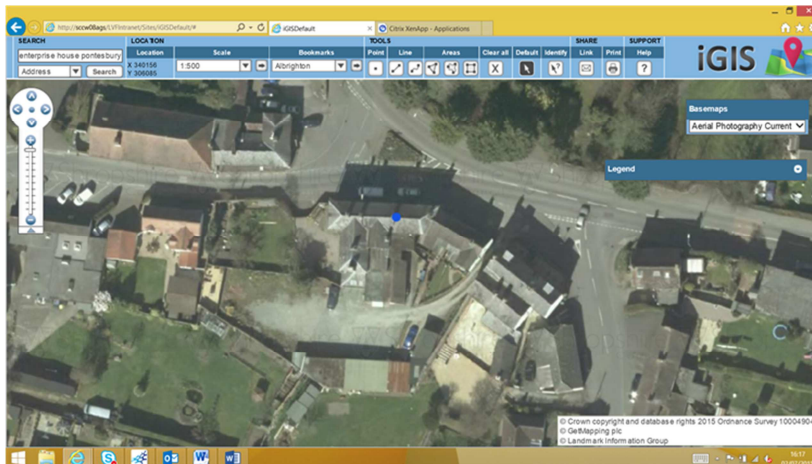 http://sccw08ags/LVFIntranet/Sites/iGISDefault/#
iGISDefault
Citrix XenApp - Applications
SEARCH
LOCATION
TOOLS
SHARE
SUPPORT
enterprise house pontesbury
Location
Scale
Bookmarks
Point
Line
Areas
Clear all
Default
Identify
Link
Print
Help
Address
Search
X 340156
Y 306085
1:500
Albrighton
X
?
iGIS
Basemaps
Aerial Photography Current
Legend
© Crown copyright and database rights 2015 Ordnance Survey 1000490
© GetMapping plc
© Landmark Information Group
16:17